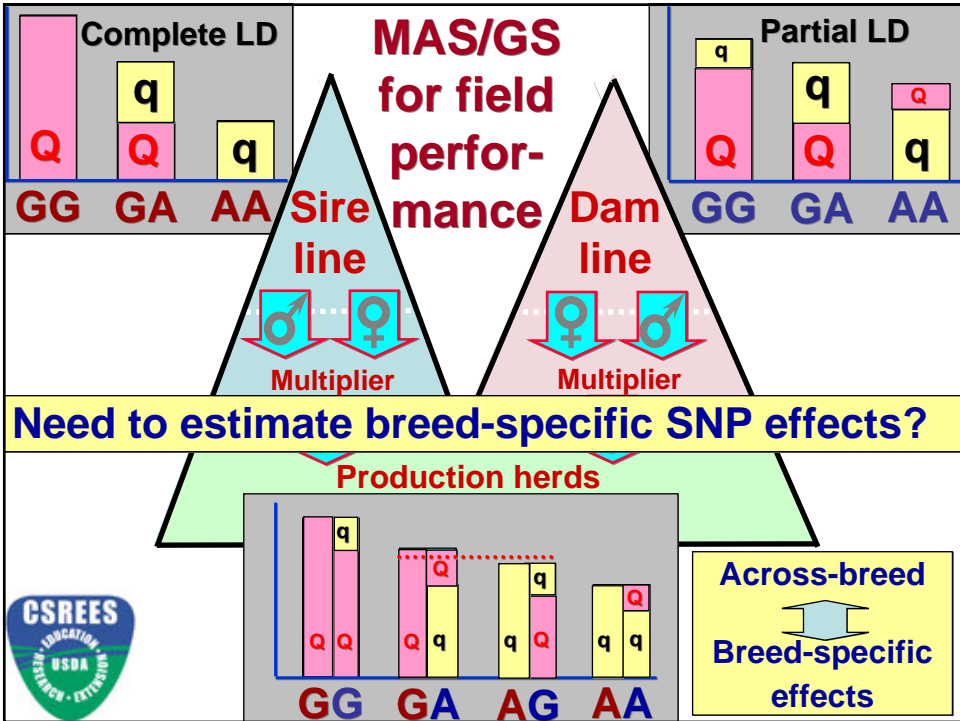 Complete LD
q
Q
Q
q
GG GA AA
MAS/GS
for field
perfor-
mance
Partial LD
q
Q
q
Q
Q
q
GG GA AA
Sire
line
Dam
line
♂ ♀
♀ ♂
Multiplier
Multiplier
Need to estimate breed-specific SNP effects?
Production herds
q
Q Q
Q
Q q
q
q Q
Q
q q
GG GA AG AA
Across-breed
Breed-specific
effects
CSREES
USDA
RESEARCH • EDUCATION • EXTENSION